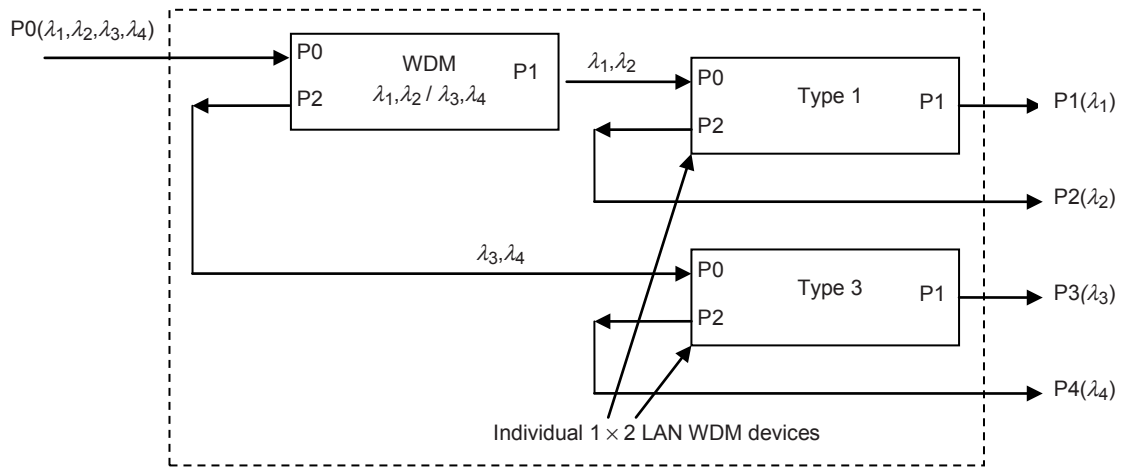 P0(λ1,λ2,λ3,λ4)
P0
WDM
λ1,λ2 / λ3,λ4
P1
P2
λ1,λ2
P0
Type 1
P1
P2
P1(λ1)
P2(λ2)
λ3,λ4
P0
Type 3
P1
P2
P3(λ3)
P4(λ4)
Individual 1 × 2 LAN WDM devices